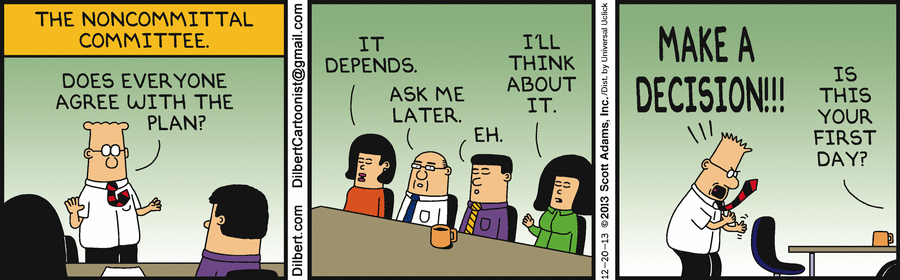 THE NONCOMMITTAL
COMMITTEE.
DOES EVERYONE
AGREE WITH THE
PLAN?
Dilbert.com DilbertCartoonist@gmail.com
IT
DEPENDS.
ASK ME
LATER.
EH.
I'LL
THINK
ABOUT
IT.
12-20-13 © 2013 Scott Adams, Inc. /Dist. by Universal Uclick
MAKE A
DECISION!!!
IS
THIS
YOUR
FIRST
DAY?